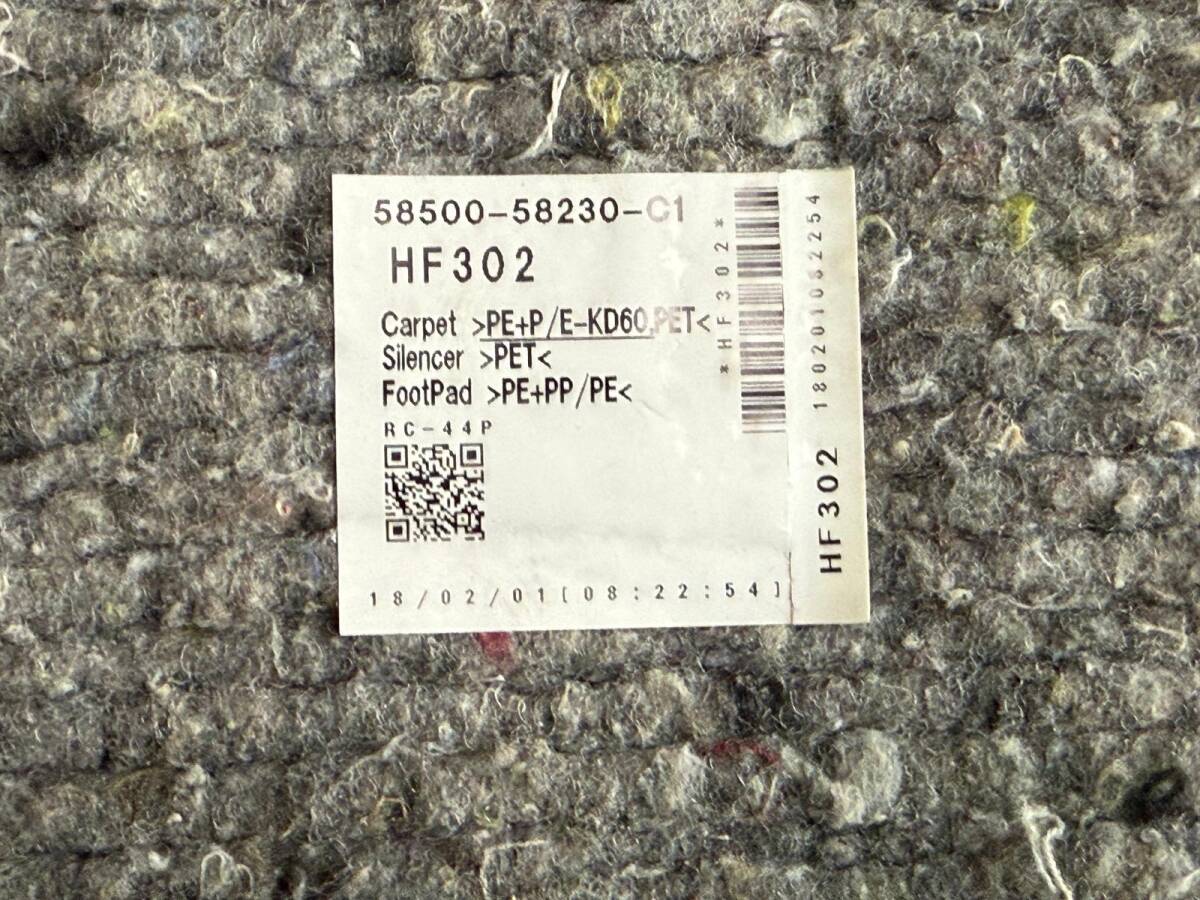 58500-58230-C1
HF302
Carpet >PE+P/E-KD60,PET<
Silencer >PET<
FootPad >PE+PP/PE<
RC-44P
18/02/01[08:22:54]
*HF302*
180201082254
HF302